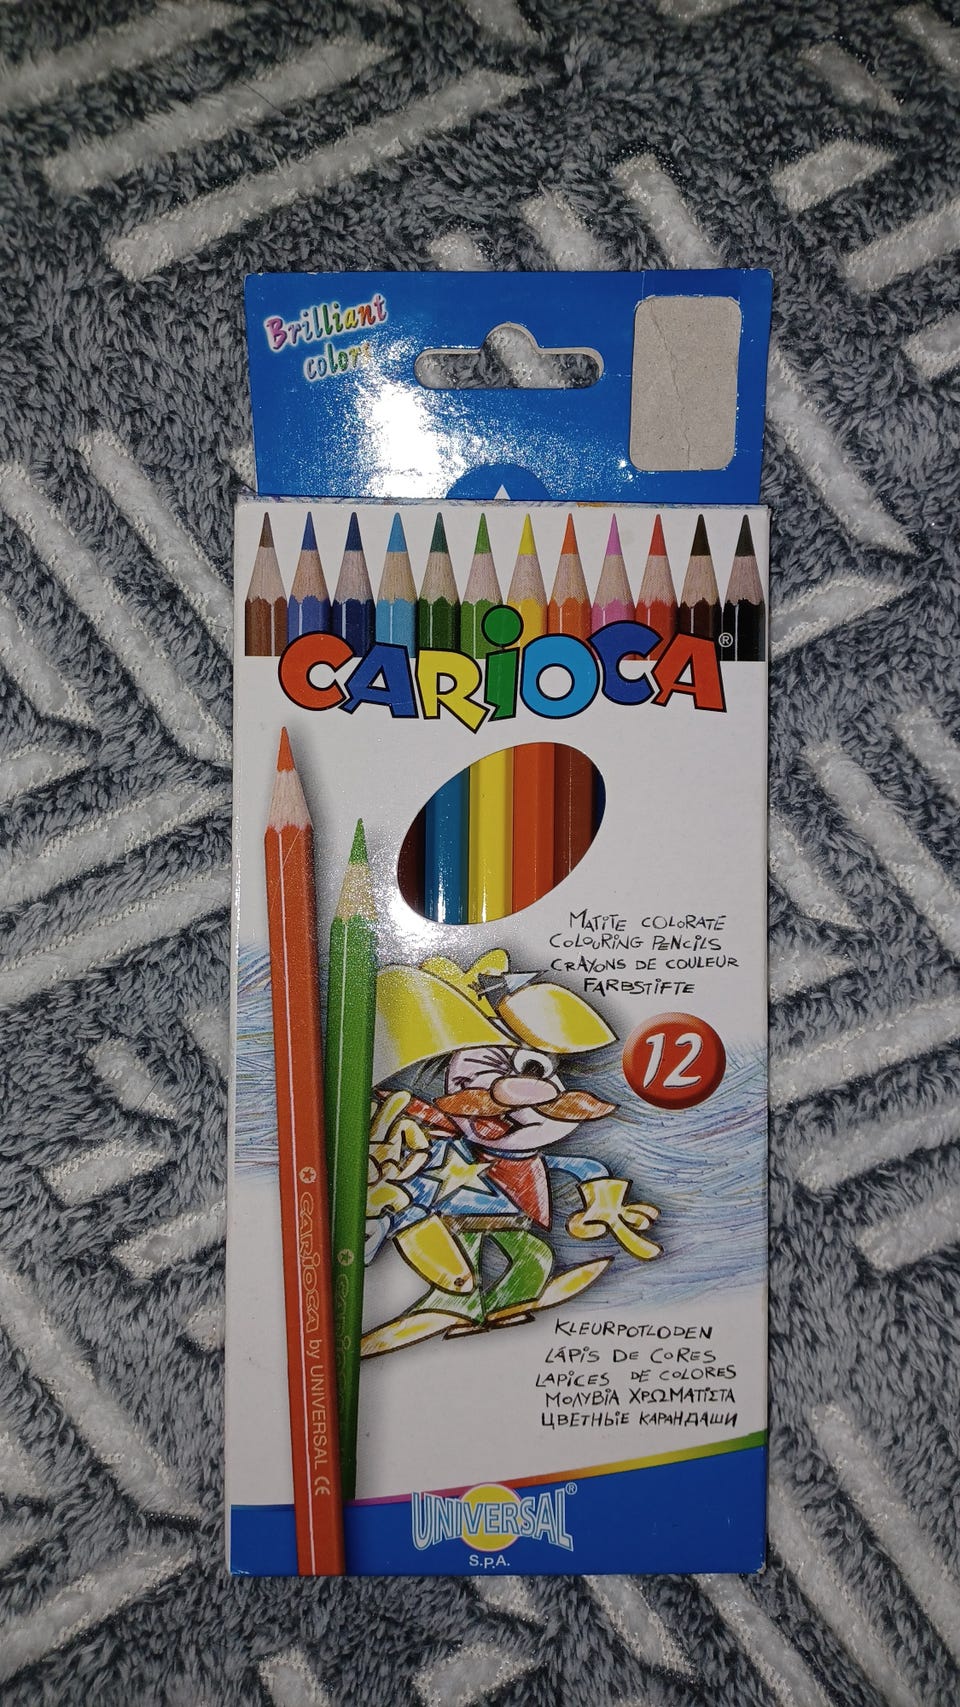 Brilliant
colors
CARIOCA®
MATITE COLORATE
COLOURING PENCILS
CRAYONS DE COULEUR
FARBSTIFTE
12
CARIOCA by UNIVERSAL CE
CARIOCA
KLEURPOTLODEN
LÁPIS DE CORES
LAPICES DE COLORES
ΜΟΛΥΒΙΑ ΧΡΩΜΑΤΙΣΤΑ
ЦВЕТНЫЕ КАРАНДАШИ
UNIVERSAL®
S.p.A.